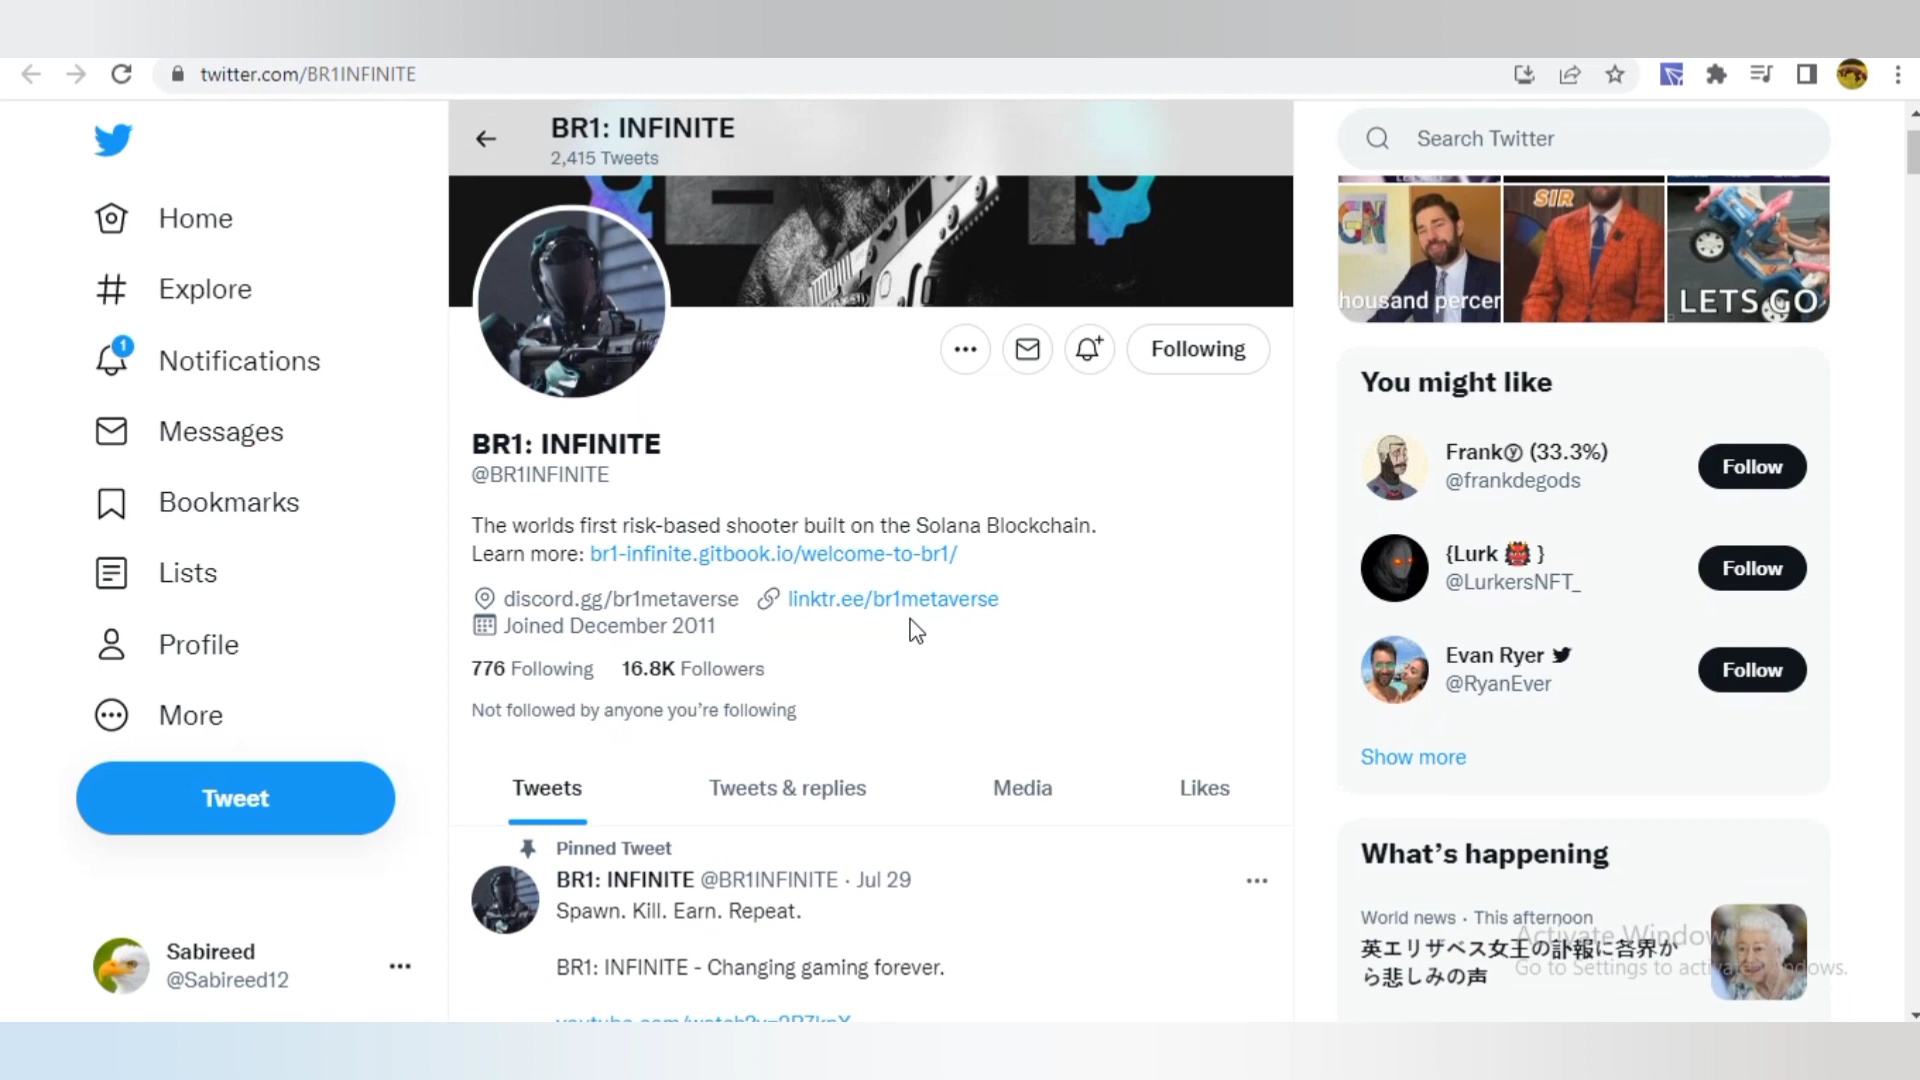 twitter.com/BR1INFINITE
BR1: INFINITE
2,415 Tweets
Search Twitter
Home
Explore
1
Notifications
Messages
Bookmarks
Lists
Profile
More
Tweet
Sabireed
@Sabireed12
Following
BR1: INFINITE
@BR1INFINITE
The worlds first risk-based shooter built on the Solana Blockchain.
Learn more: br1-infinite.gitbook.io/welcome-to-br1/
discord.gg/br1metaverse linktr.ee/br1metaverse
Joined December 2011
776 Following 16.8K Followers
Not followed by anyone you're following
Tweets Tweets & replies Media Likes
Pinned Tweet
BR1: INFINITE @BR1INFINITE · Jul 29
Spawn. Kill. Earn. Repeat.
BR1: INFINITE - Changing gaming forever.
GN
SIR
housand percer
LETS GO
You might like
Frankⓨ (33.3%)
@frankdegods
Follow
{Lurk 👹 }
@LurkersNFT_
Follow
Evan Ryer
@RyanEver
Follow
Show more
What's happening
World news · This afternoon
英エリザベス女王の訃報に各界か
ら悲しみの声
Activate Windows
Go to Settings to activate Windows.